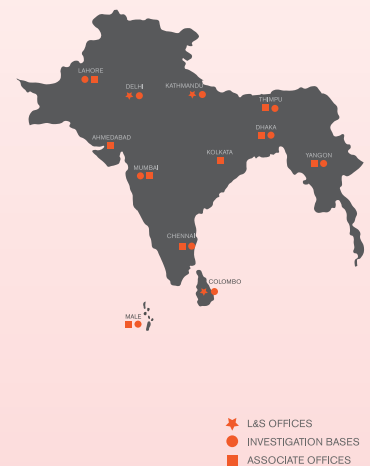 LAHORE
DELHI
KATHMANDU
THIMPU
DHAKA
AHMEDABAD
KOLKATA
YANGON
MUMBAI
CHENNAI
COLOMBO
MALE
L&S OFFICES
INVESTIGATION BASES
ASSOCIATE OFFICES